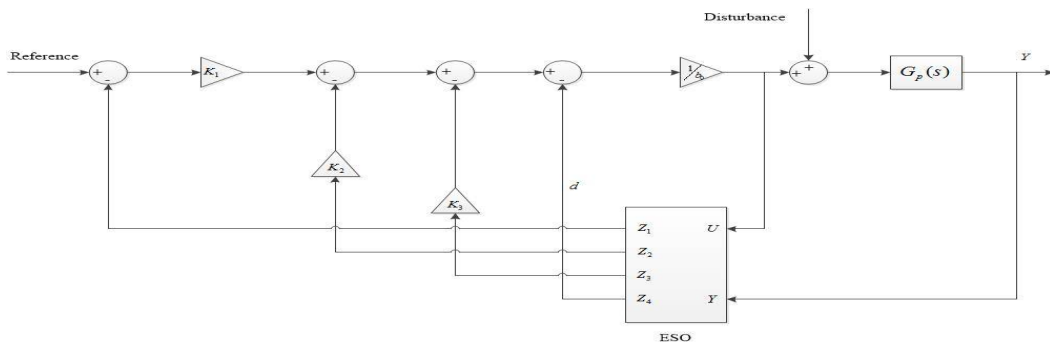 Disturbance
Reference
Y
+
-
K₁
+
-
+
-
+
-
1/b₀
+
+
Gₚ(s)
K₂
K₃
d
Z₁
U
Z₂
Z₃
Z₄
Y
ESO